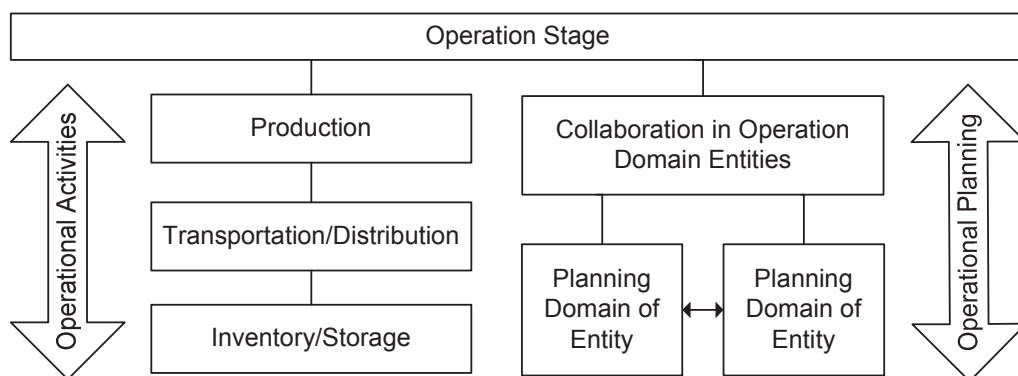 Operation Stage
Operational Activities
Production
Transportation/Distribution
Inventory/Storage
Collaboration in Operation
Domain Entities
Planning
Domain of
Entity
Planning
Domain of
Entity
Operational Planning